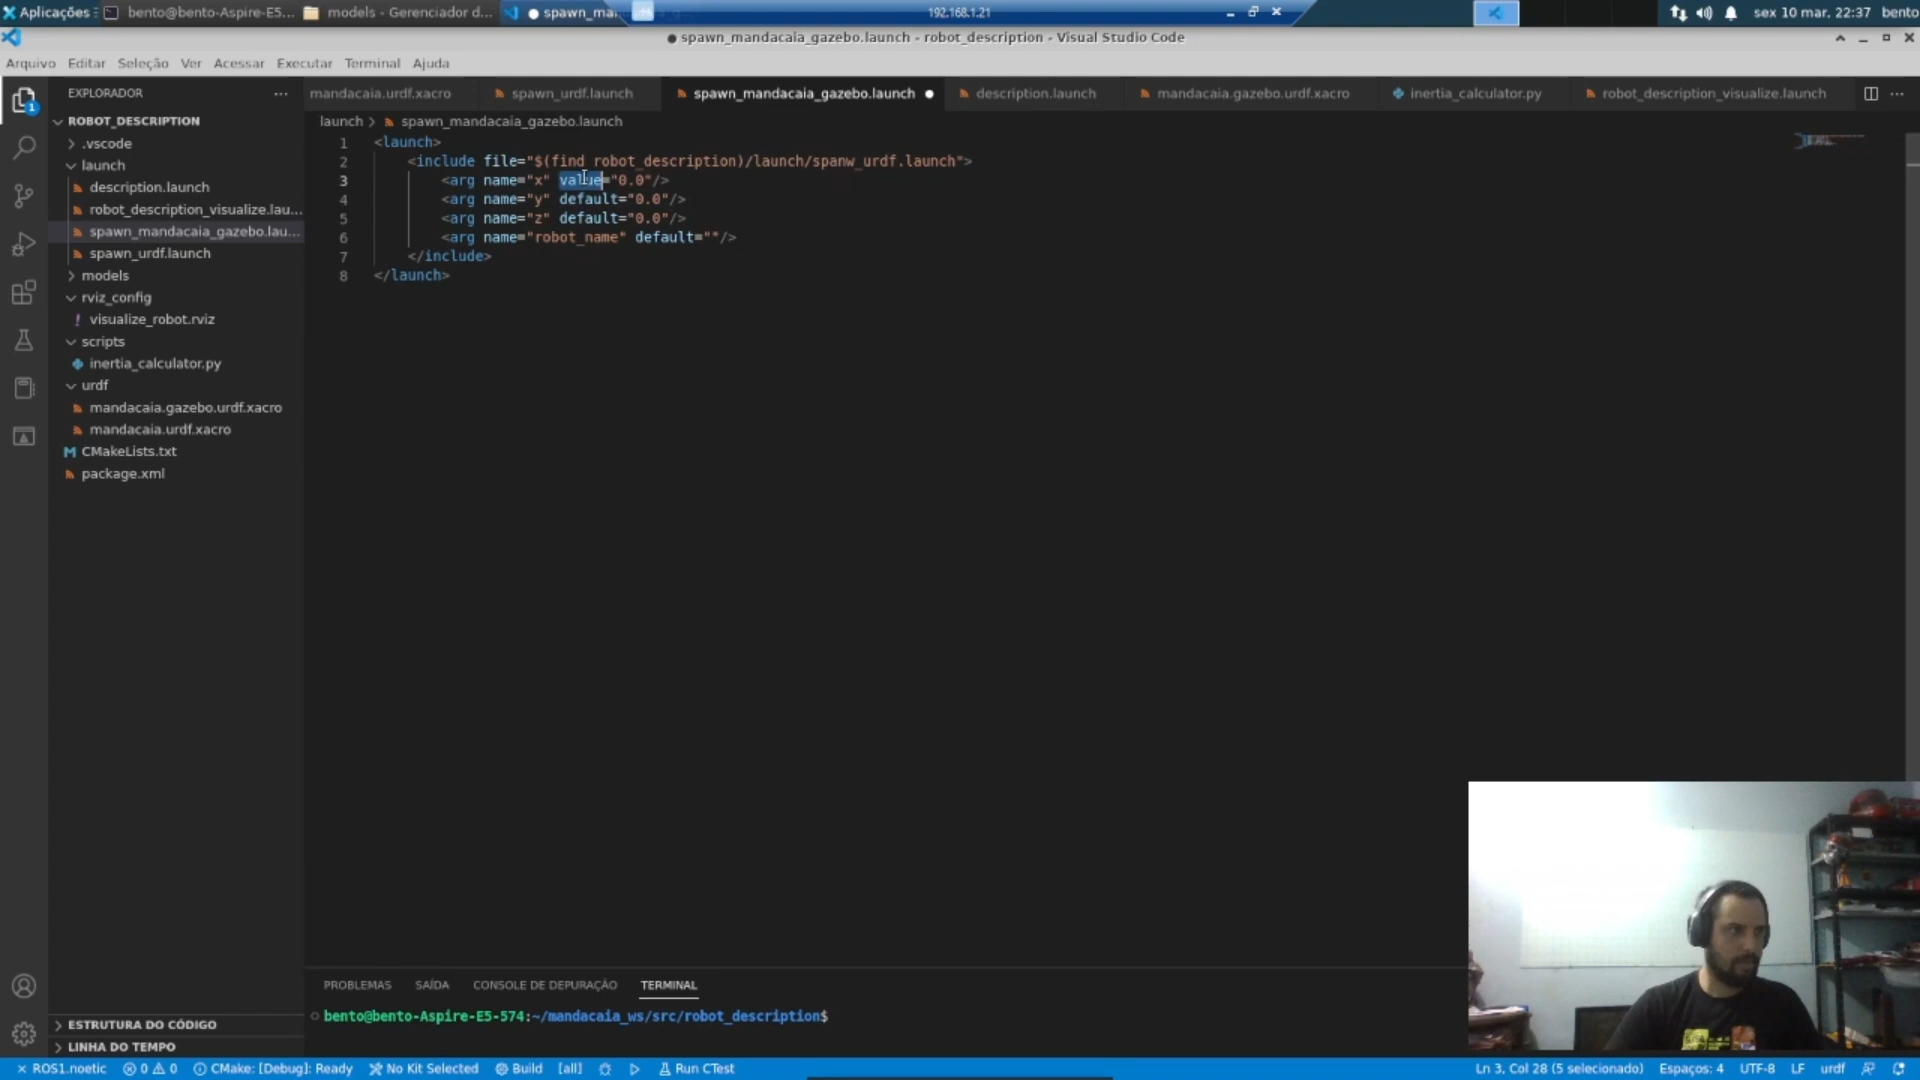 Aplicações bento@bento-Aspire-E5... models - Gerenciador d... spawn_ma 192.168.1.21 sex 10 mar, 22:37 bento
● spawn_mandacaia_gazebo.launch - robot_description - Visual Studio Code
Arquivo Editar Seleção Ver Acessar Executar Terminal Ajuda
EXPLORADOR ··· mandacaia.urdf.xacro spawn_urdf.launch spawn_mandacaia_gazebo.launch ● description.launch mandacaia.gazebo.urdf.xacro inertia_calculator.py robot_description_visualize.launch ···
ROBOT_DESCRIPTION
.vscode
launch
description.launch
robot_description_visualize.lau...
spawn_mandacaia_gazebo.lau...
spawn_urdf.launch
models
rviz_config
! visualize_robot.rviz
scripts
inertia_calculator.py
urdf
mandacaia.gazebo.urdf.xacro
mandacaia.urdf.xacro
M CMakeLists.txt
package.xml
ESTRUTURA DO CÓDIGO
LINHA DO TEMPO
1
launch > spawn_mandacaia_gazebo.launch
1 <launch>
2 <include file="$(find robot_description)/launch/spanw_urdf.launch">
3 <arg name="x" value="0.0"/>
4 <arg name="y" default="0.0"/>
5 <arg name="z" default="0.0"/>
6 <arg name="robot_name" default=""/>
7 </include>
8 </launch>
PROBLEMAS SAÍDA CONSOLE DE DEPURAÇÃO TERMINAL
bento@bento-Aspire-E5-574:~/mandacaia_ws/src/robot_description$
ROS1.noetic 0 0 CMake: [Debug]: Ready No Kit Selected Build [all] Run CTest Ln 3, Col 28 (5 selecionado) Espaços: 4 UTF-8 LF urdf